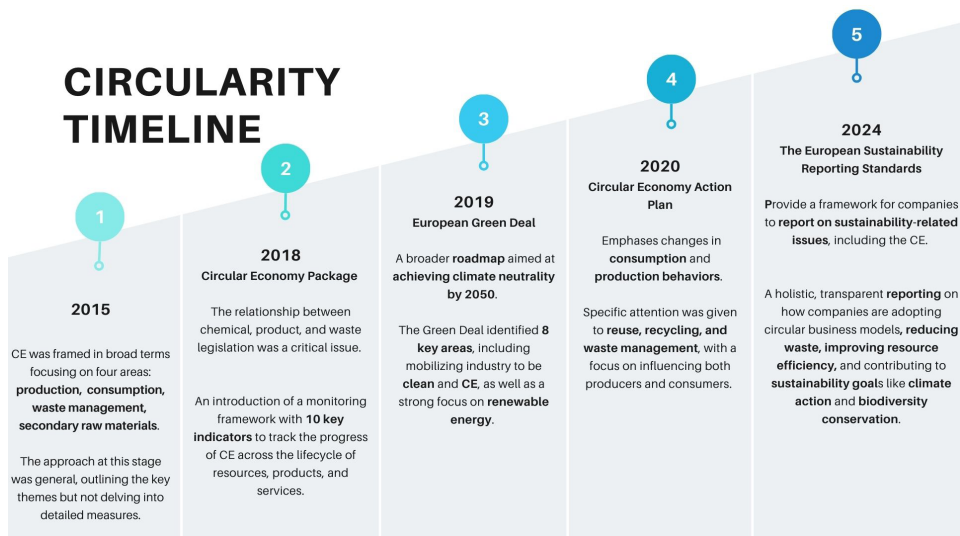 CIRCULARITY
TIMELINE
1
2015
CE was framed in broad terms
focusing on four areas:
production, consumption,
waste management,
secondary raw materials.
The approach at this stage
was general, outlining the key
themes but not delving into
detailed measures.
2
2018
Circular Economy Package
The relationship between
chemical, product, and waste
legislation was a critical issue.
An introduction of a monitoring
framework with 10 key
indicators to track the progress
of CE across the lifecycle of
resources, products, and
services.
3
2019
European Green Deal
A broader roadmap aimed at
achieving climate neutrality
by 2050.
The Green Deal identified 8
key areas, including
mobilizing industry to be
clean and CE, as well as a
strong focus on renewable
energy.
4
2020
Circular Economy Action
Plan
Emphases changes in
consumption and
production behaviors.
Specific attention was given
to reuse, recycling, and
waste management, with a
focus on influencing both
producers and consumers.
5
2024
The European Sustainability
Reporting Standards
Provide a framework for companies
to report on sustainability-related
issues, including the CE.
A holistic, transparent reporting on
how companies are adopting
circular business models, reducing
waste, improving resource
efficiency, and contributing to
sustainability goals like climate
action and biodiversity
conservation.